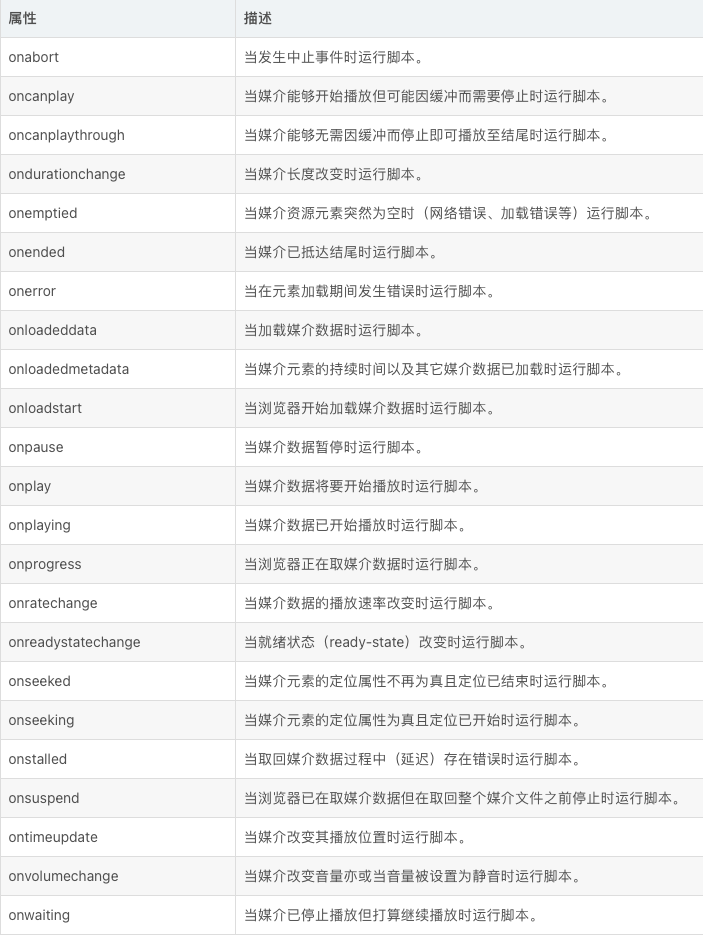 属性 描述
onabort 当发生中止事件时运行脚本。
oncanplay 当媒介能够开始播放但可能因缓冲而需要停止时运行脚本。
oncanplaythrough 当媒介能够无需因缓冲而停止即可播放至结尾时运行脚本。
ondurationchange 当媒介长度改变时运行脚本。
onemptied 当媒介资源元素突然为空时（网络错误、加载错误等）运行脚本。
onended 当媒介已抵达结尾时运行脚本。
onerror 当在元素加载期间发生错误时运行脚本。
onloadeddata 当加载媒介数据时运行脚本。
onloadedmetadata 当媒介元素的持续时间以及其它媒介数据已加载时运行脚本。
onloadstart 当浏览器开始加载媒介数据时运行脚本。
onpause 当媒介数据暂停时运行脚本。
onplay 当媒介数据将要开始播放时运行脚本。
onplaying 当媒介数据已开始播放时运行脚本。
onprogress 当浏览器正在取媒介数据时运行脚本。
onratechange 当媒介数据的播放速率改变时运行脚本。
onreadystatechange 当就绪状态（ready-state）改变时运行脚本。
onseeked 当媒介元素的定位属性不再为真且定位已结束时运行脚本。
onseeking 当媒介元素的定位属性为真且定位已开始时运行脚本。
onstalled 当取回媒介数据过程中（延迟）存在错误时运行脚本。
onsuspend 当浏览器已在取媒介数据但在取回整个媒介文件之前停止时运行脚本。
ontimeupdate 当媒介改变其播放位置时运行脚本。
onvolumechange 当媒介改变音量亦或当音量被设置为静音时运行脚本。
onwaiting 当媒介已停止播放但打算继续播放时运行脚本。